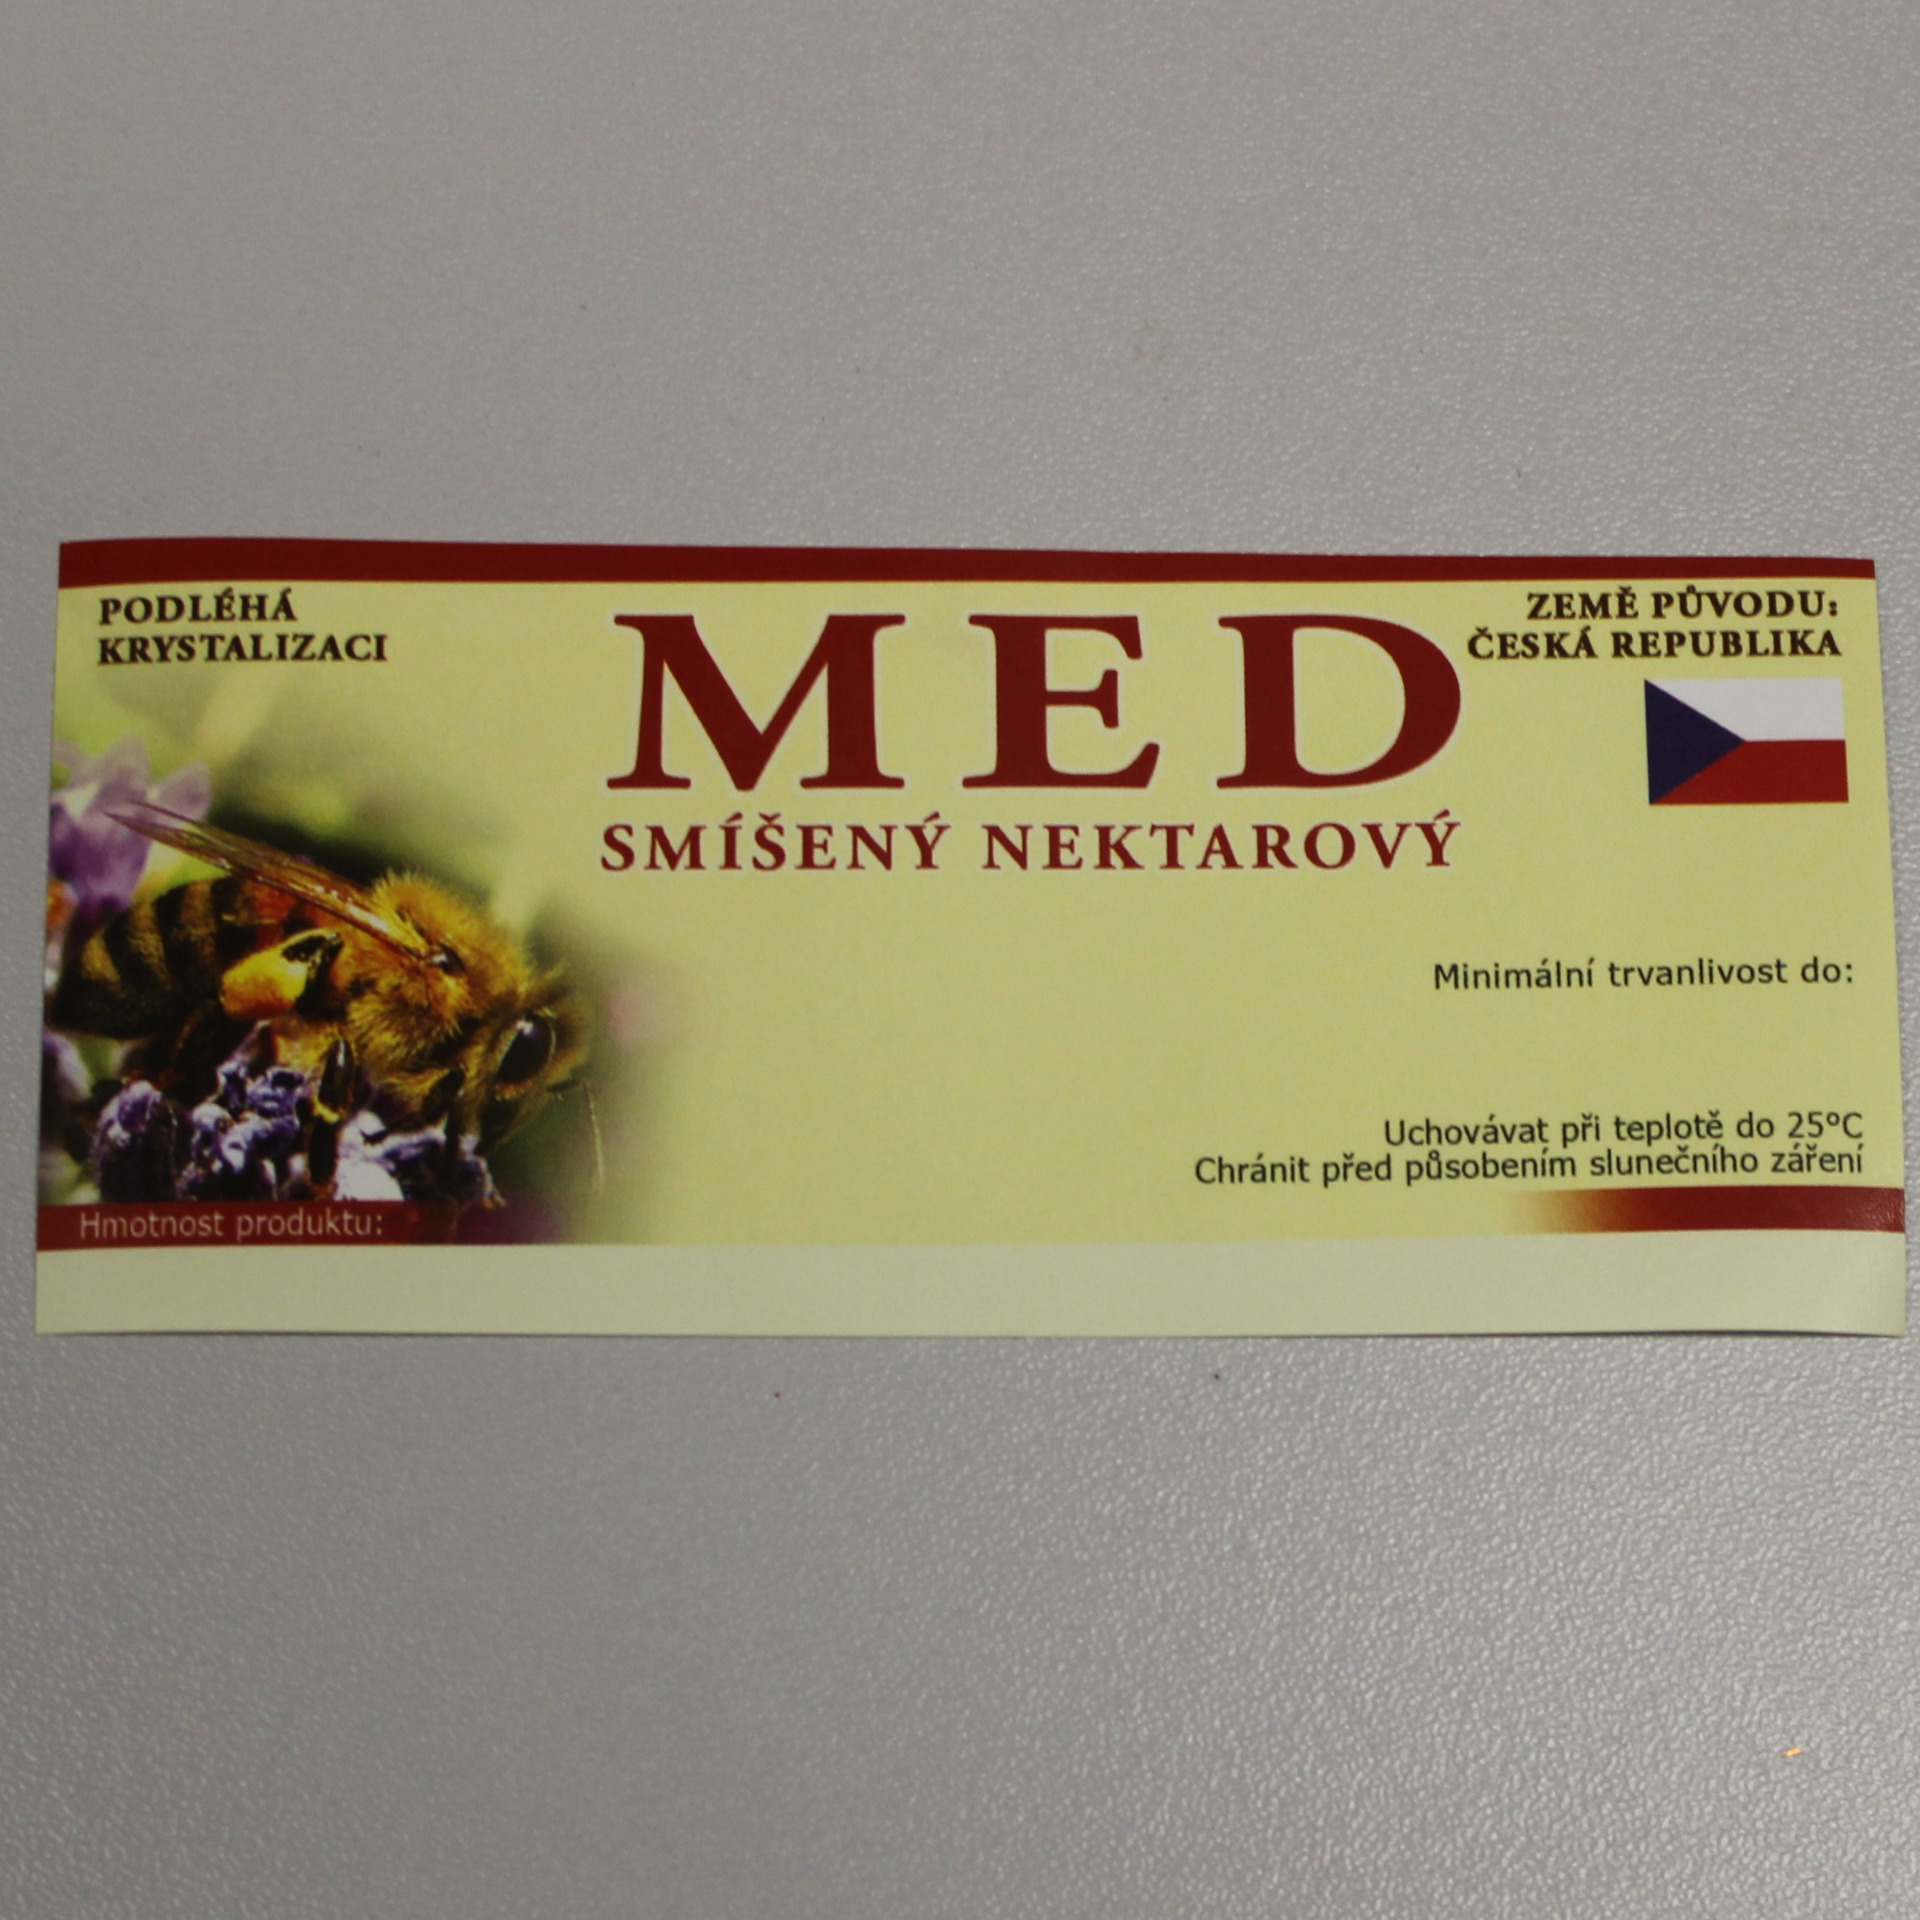 PODLÉHÁ
KRYSTALIZACI
MED
SMÍŠENÝ NEKTAROVÝ
ZEMĚ PŮVODU:
ČESKÁ REPUBLIKA
Minimální trvanlivost do:
Uchovávat při teplotě do 25°C
Chránit před působením slunečního záření
Hmotnost produktu: